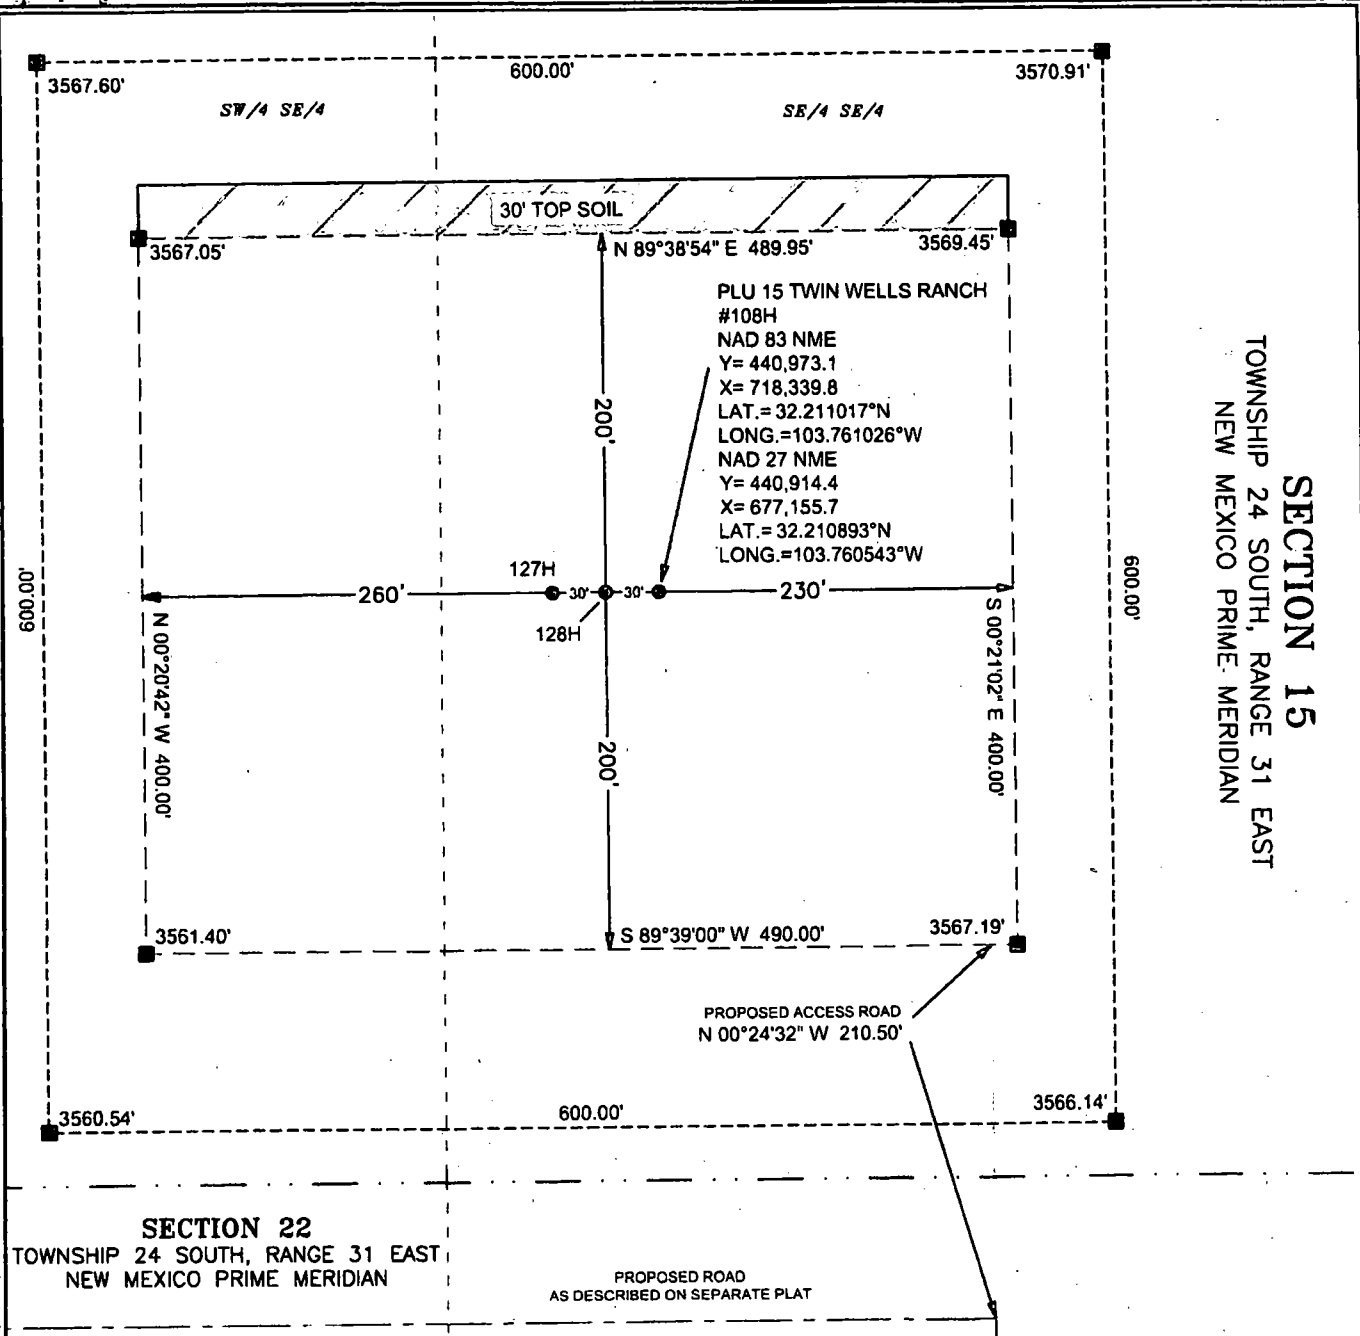 3567.60'
600.00'
3570.91'
SW/4 SE/4
SE/4 SE/4
30' TOP SOIL
3567.05'
N 89°38'54" E 489.95'
3569.45'
PLU 15 TWIN WELLS RANCH
#108H
NAD 83 NME
Y= 440,973.1
X= 718,339.8
LAT.= 32.211017°N
LONG.=103.761026°W
NAD 27 NME
Y= 440,914.4
X= 677,155.7
LAT.= 32.210893°N
LONG.=103.760543°W
200'
127H
260'
30'
30'
230'
128H
600.00'
N 00°20'42" W 400.00'
S 00°21'02" E 400.00'
600.00'
SECTION 15
TOWNSHIP 24 SOUTH, RANGE 31 EAST
NEW MEXICO PRIME MERIDIAN
200'
3561.40'
S 89°39'00" W 490.00'
3567.19'
PROPOSED ACCESS ROAD
N 00°24'32" W 210.50'
3560.54'
600.00'
3566.14'
SECTION 22
TOWNSHIP 24 SOUTH, RANGE 31 EAST
NEW MEXICO PRIME MERIDIAN
PROPOSED ROAD
AS DESCRIBED ON SEPARATE PLAT